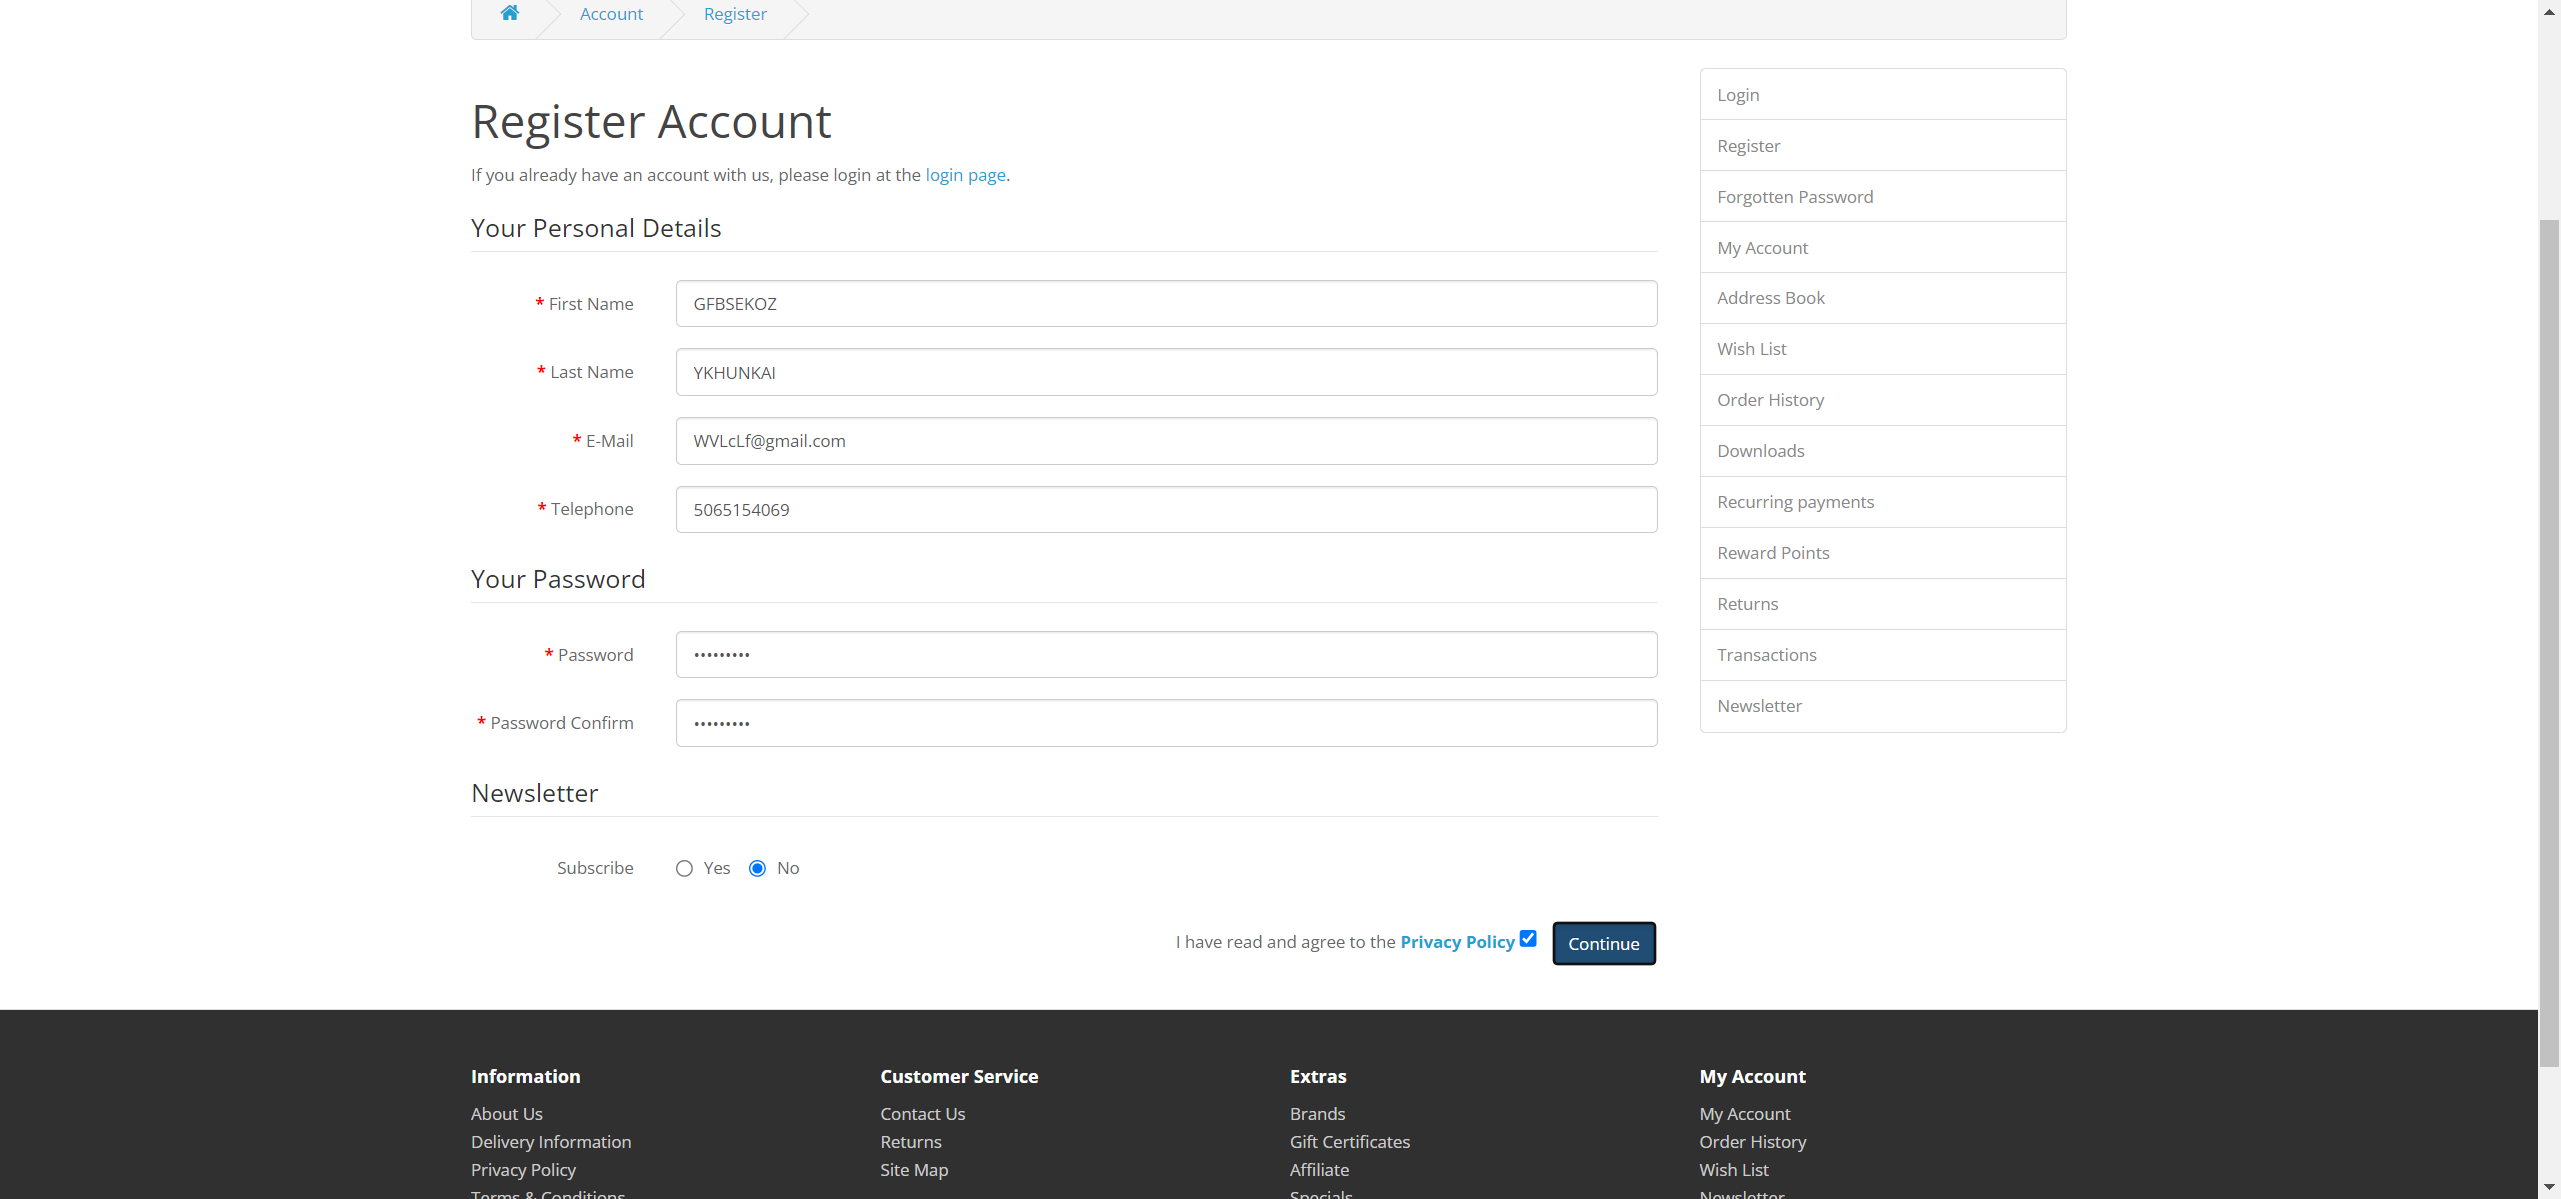 Account
Register
Register Account
If you already have an account with us, please login at the login page.
Your Personal Details
* First Name
GFBSEKOZ
* Last Name
YKHUNKAI
* E-Mail
WVLcLf@gmail.com
* Telephone
5065154069
Your Password
* Password
•••••••••
* Password Confirm
•••••••••
Newsletter
Subscribe
Yes
No
I have read and agree to the Privacy Policy
Continue
Login
Register
Forgotten Password
My Account
Address Book
Wish List
Order History
Downloads
Recurring payments
Reward Points
Returns
Transactions
Newsletter
Information
About Us
Delivery Information
Privacy Policy
Terms & Conditions
Customer Service
Contact Us
Returns
Site Map
Extras
Brands
Gift Certificates
Affiliate
Specials
My Account
My Account
Order History
Wish List
Newsletter